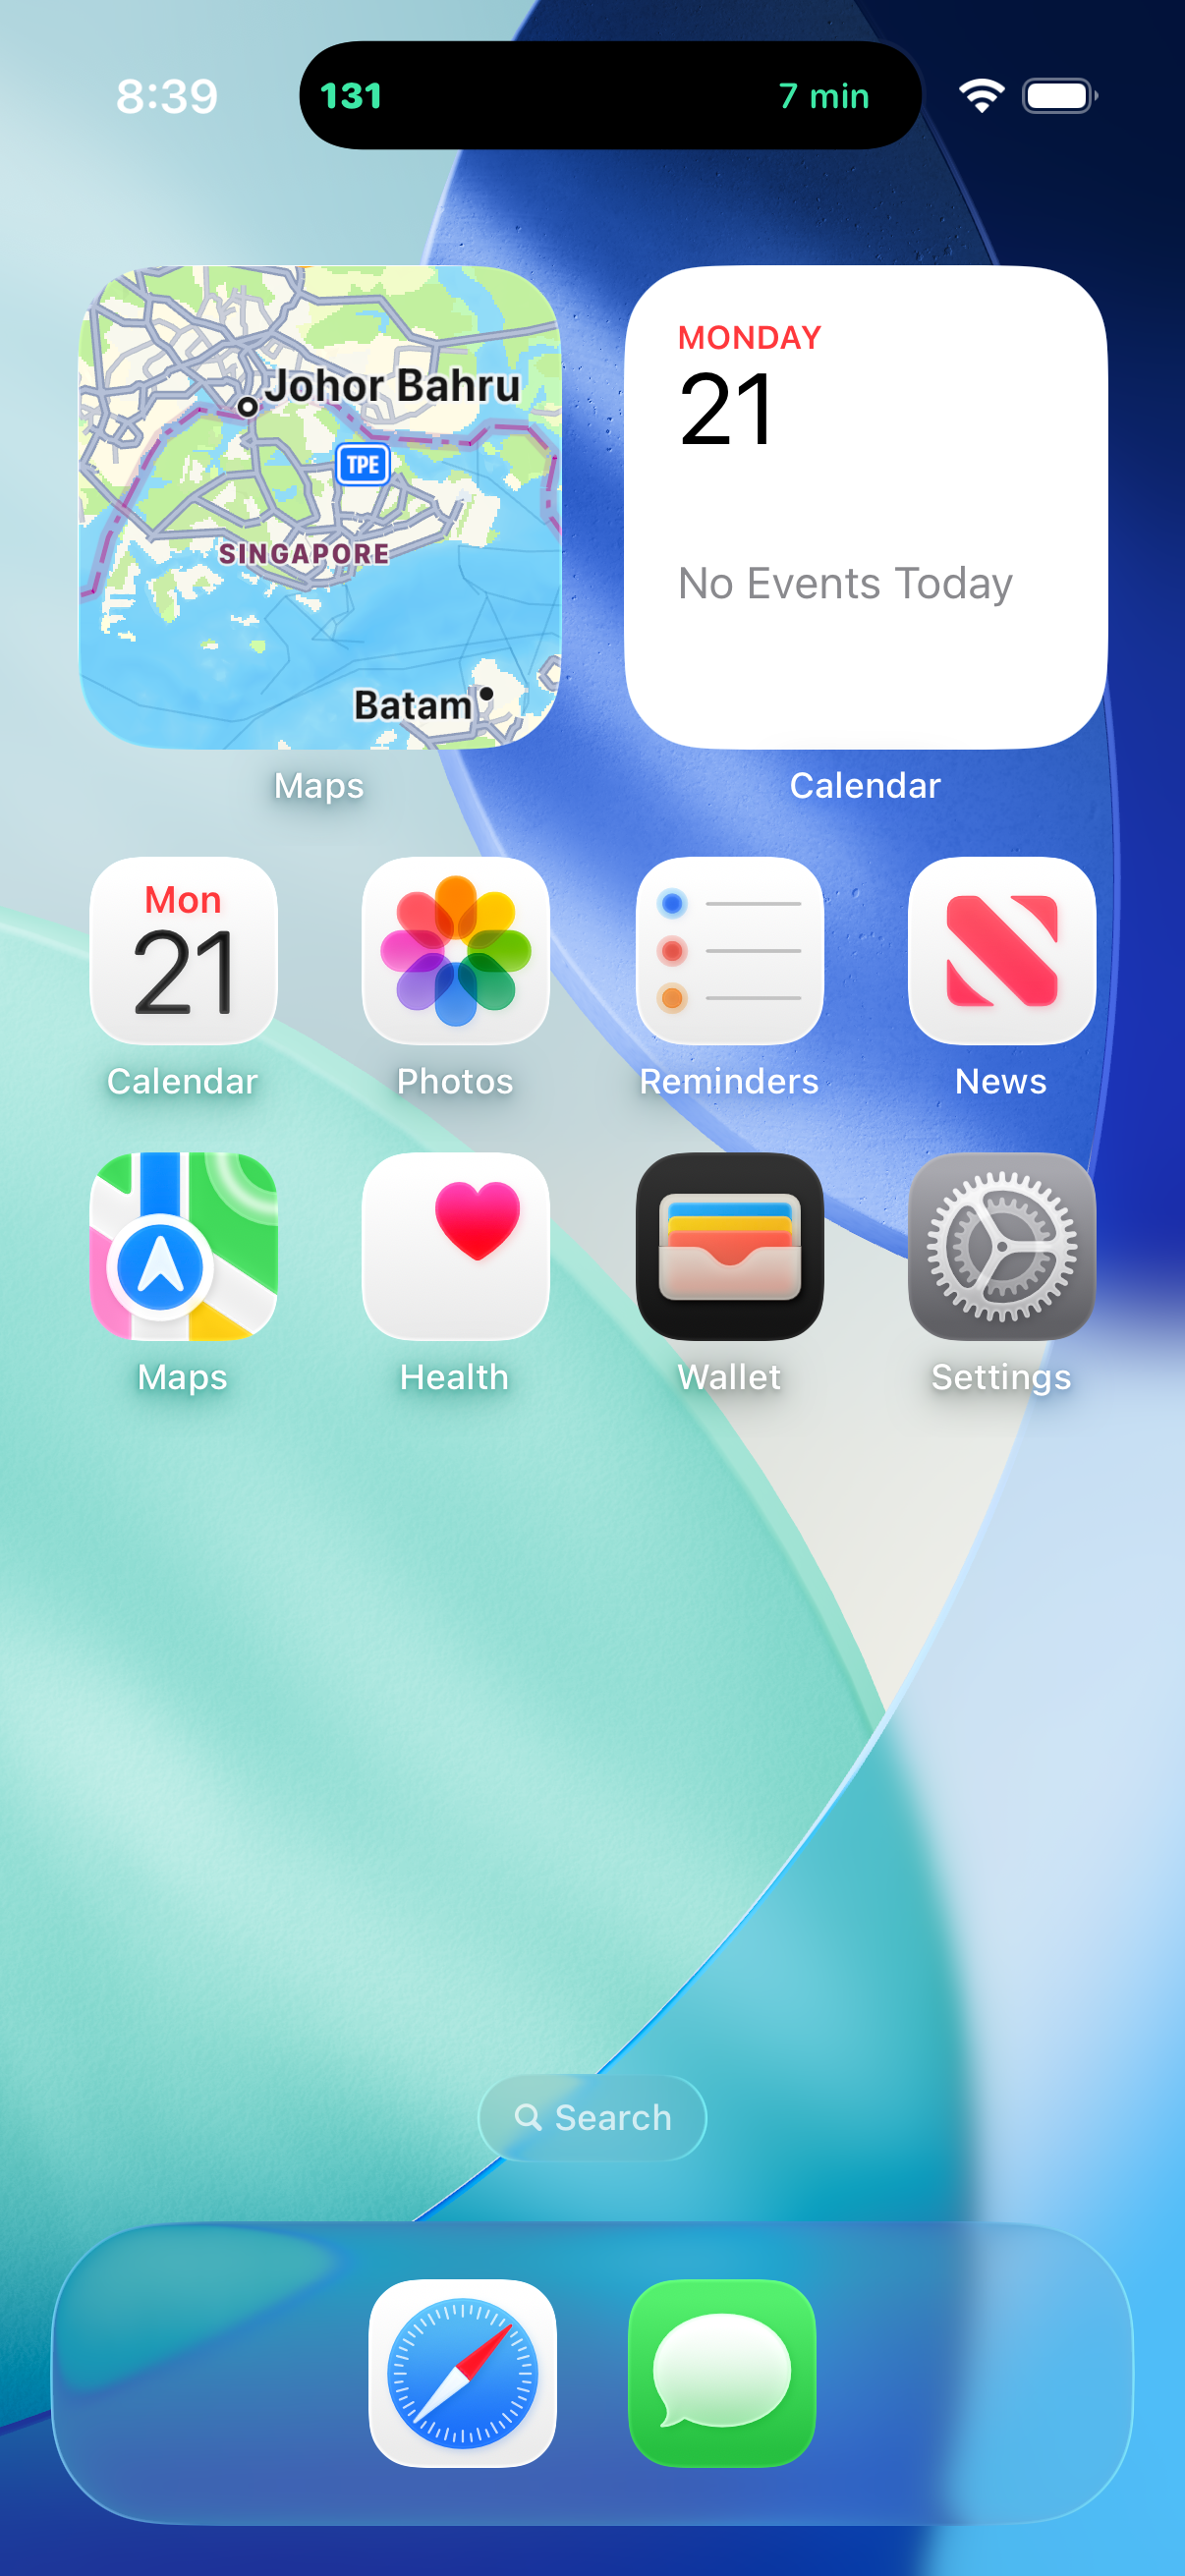 8:39
131
7 min
Johor Bahru
TPE
SINGAPORE
Batam
Maps
MONDAY
21
No Events Today
Calendar
Mon
21
Calendar
Photos
Reminders
News
Maps
Health
Wallet
Settings
Search